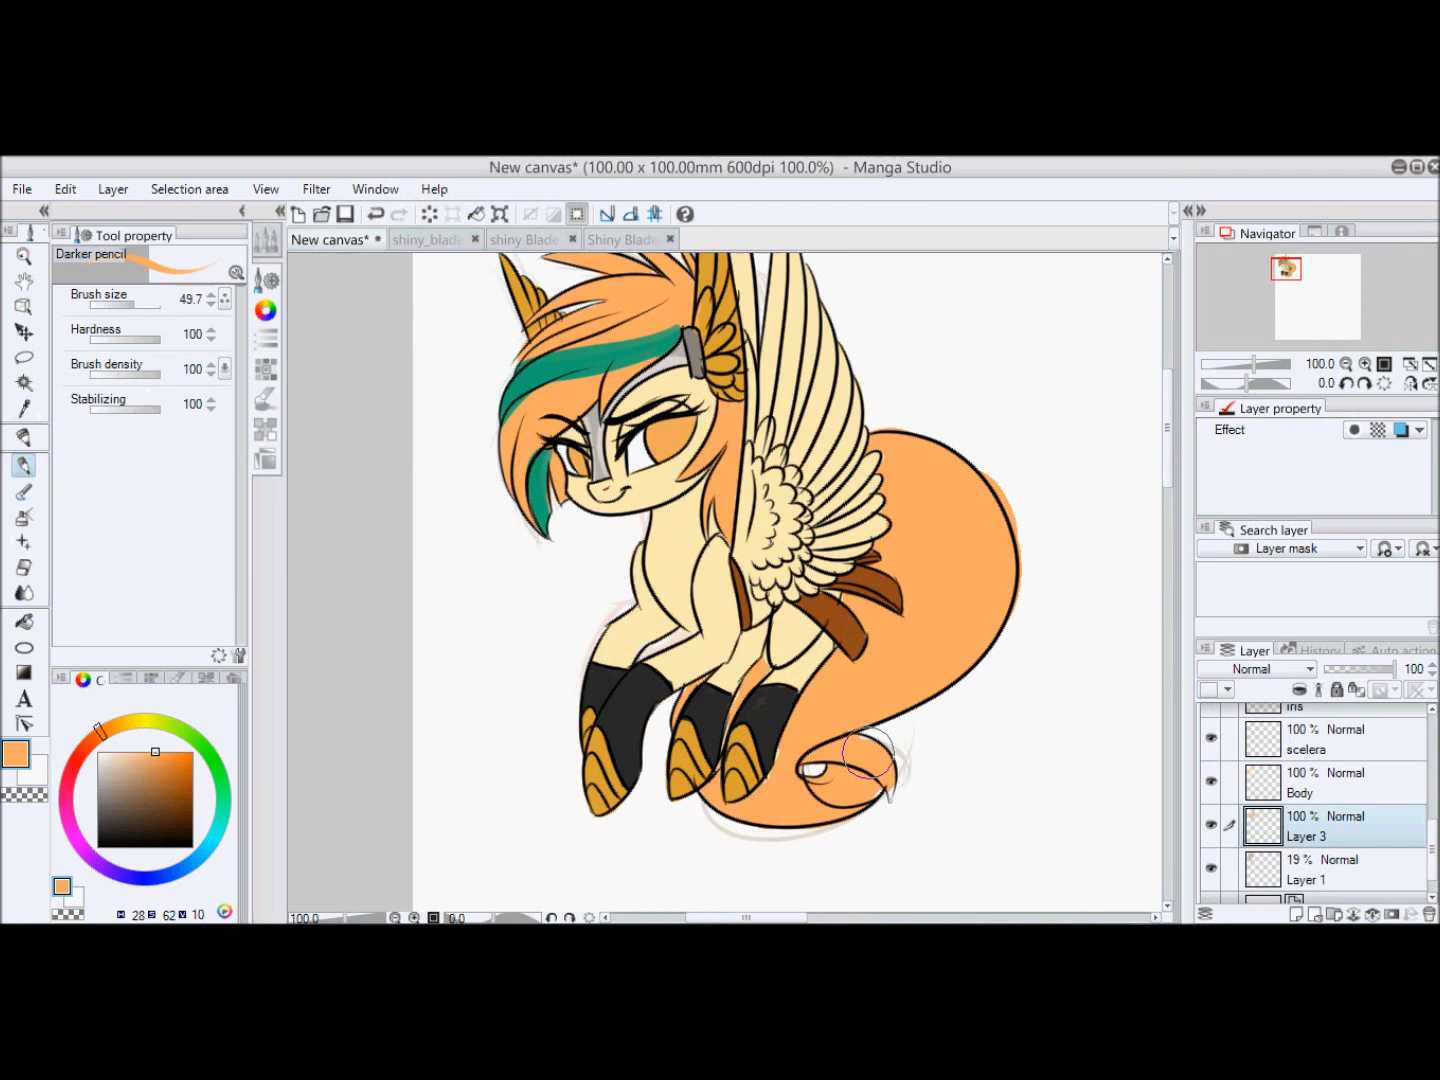 New canvas* (100.00 x 100.00mm 600dpi 100.0%) - Manga Studio
File Edit Layer Selection area View Filter Window Help
Tool property
New canvas* shiny_blade shiny Blade Shiny Blade
Navigator
Darker pencil
Brush size 49.7
Hardness 100
Brush density 100
Stabilizing 100
100.0
0.0
Layer property
Effect
Search layer
Layer mask
Layer History Auto action
Normal 100
Iris
100 % Normal
scelera
100 % Normal
Body
100 % Normal
Layer 3
19 % Normal
Layer 1
C
H 28 S 62 V 10
100.0 0.0